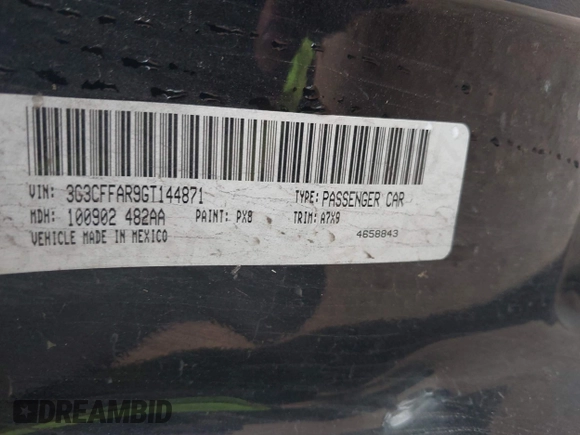 VIN: 3G3CFFAR9GT144871 TYPE: PASSENGER CAR
MDH: 100902 482AA PAINT: PX8 TRIM: A7X9
VEHICLE MADE IN MEXICO 4658843
DREAMBID